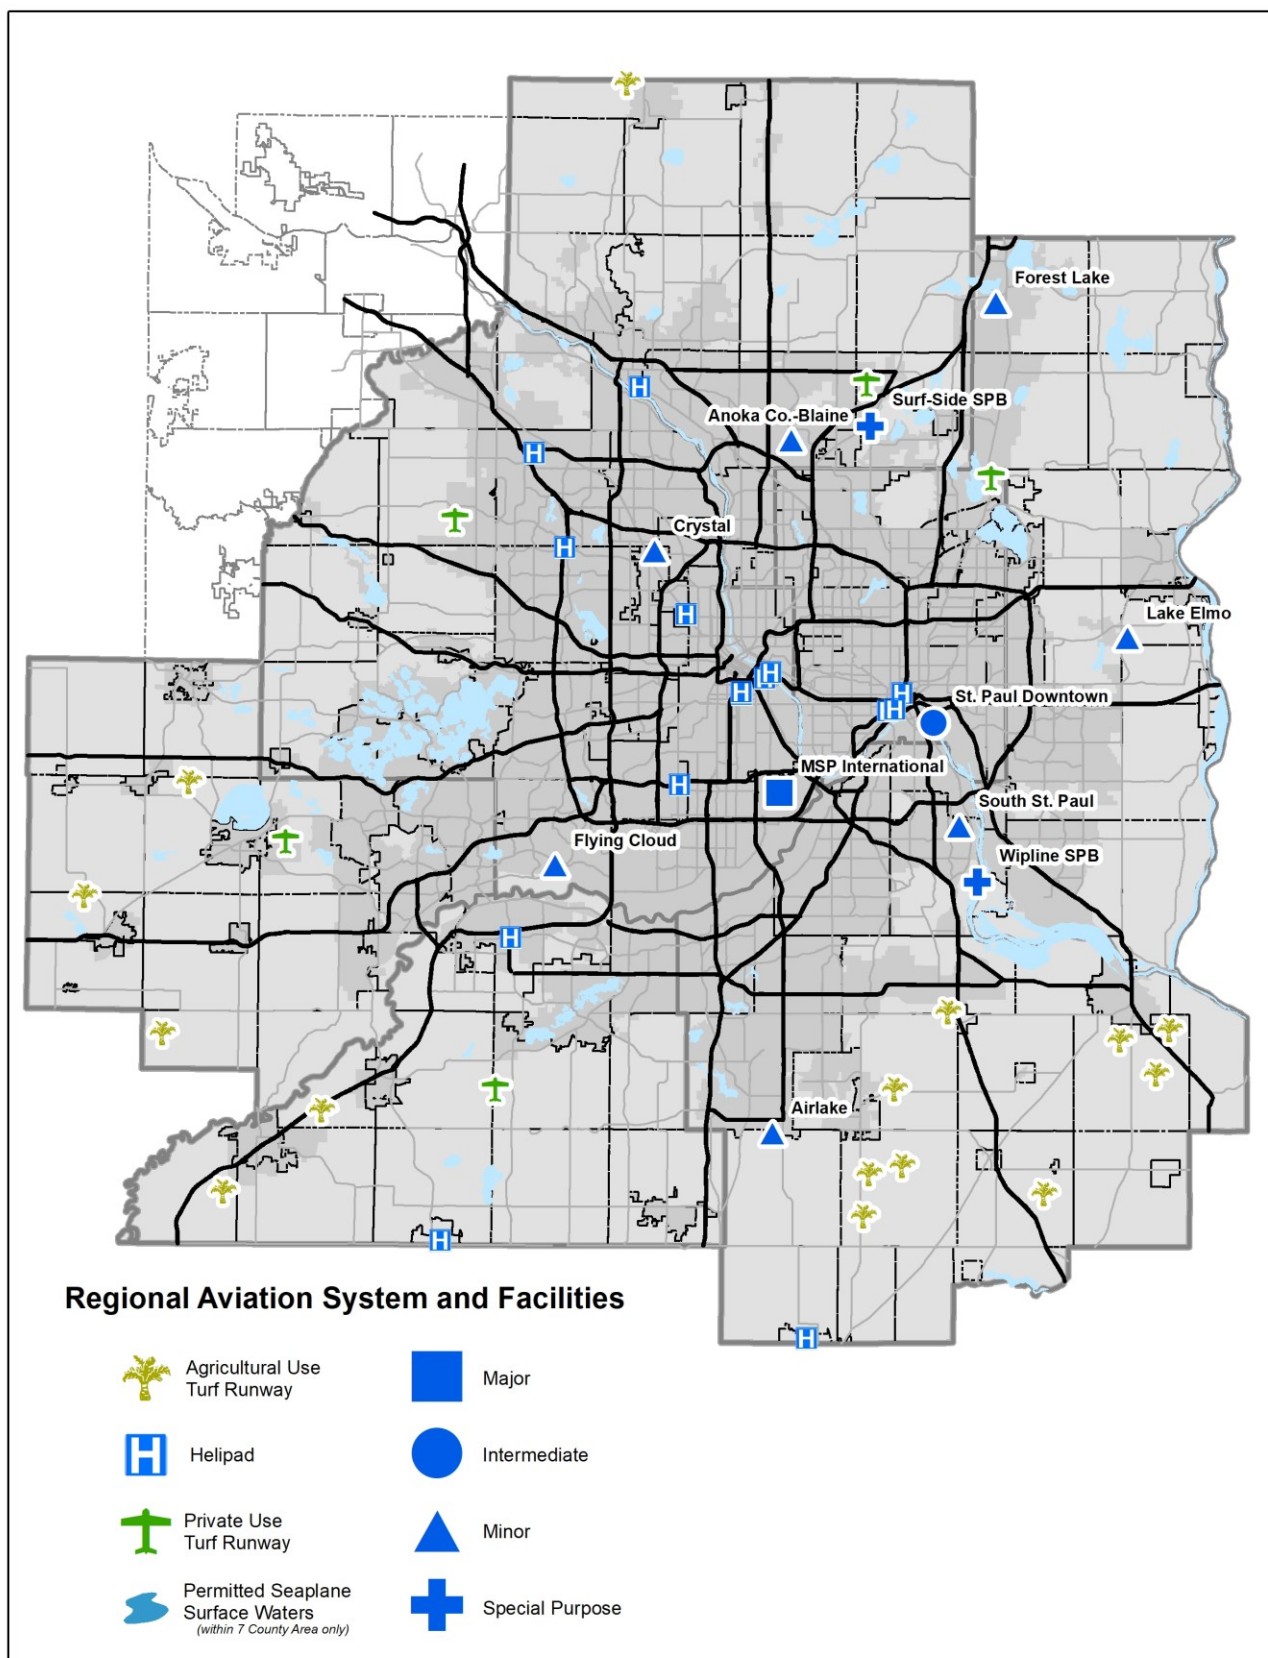 Forest Lake
Surf-Side SPB
Anoka Co.-Blaine
Crystal
Lake Elmo
St. Paul Downtown
MSP International
South St. Paul
Flying Cloud
Wipline SPB
Airlake
H
H
H
H
H
H
H
H
H
H
H
H
Regional Aviation System and Facilities
Agricultural Use
Turf Runway
Major
H
Helipad
Intermediate
Private Use
Turf Runway
Minor
Permitted Seaplane
Surface Waters
(within 7 County Area only)
Special Purpose